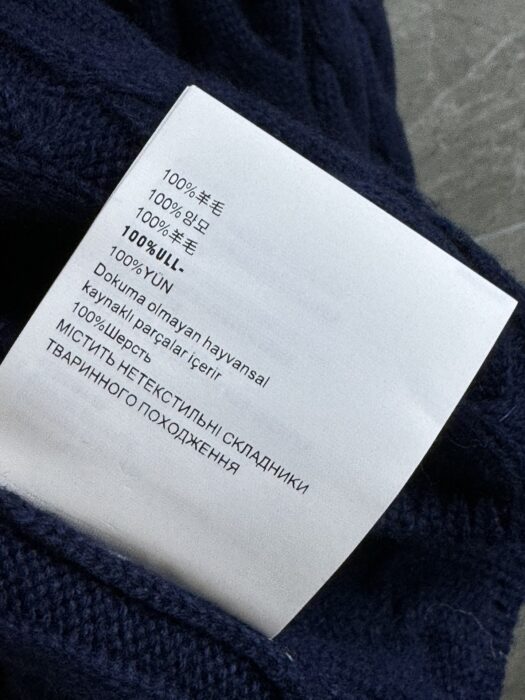 100%羊毛
100%양모
100%羊毛
100%ULL-
100%YÜN
Dokuma olmayan hayvansal
kaynaklı parçalar içerir
100%Шерсть
МІСТИТЬ НЕТЕКСТИЛЬНІ СКЛАДНИКИ
ТВАРИННОГО ПОХОДЖЕННЯ